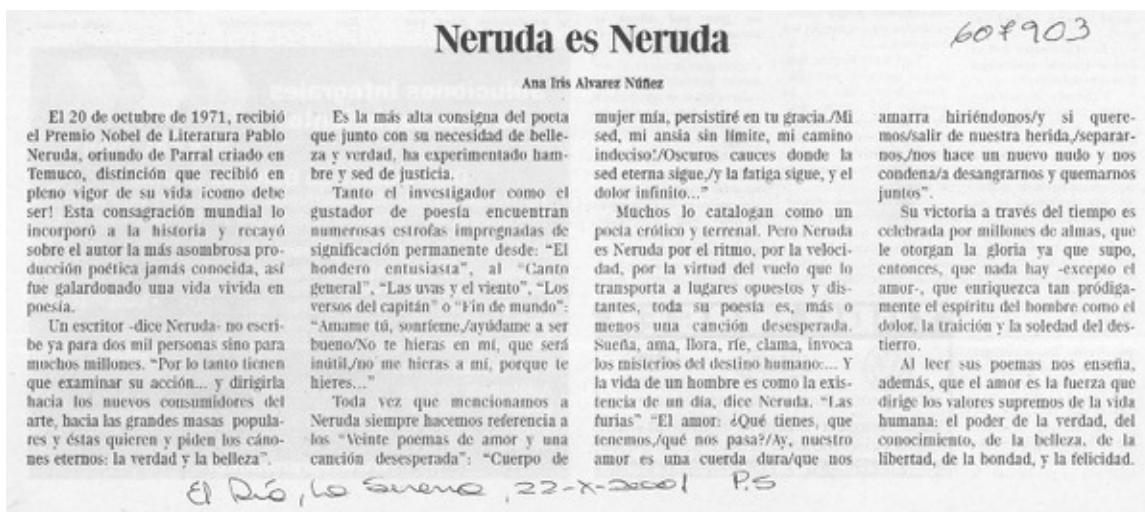 Neruda es Neruda
607903
Ana Iris Alvarez Núñez
El 20 de octubre de 1971, recibió
el Premio Nobel de Literatura Pablo
Neruda, oriundo de Parral criado en
Temuco, distinción que recibió en
pleno vigor de su vida ¡como debe
ser! Esta consagración mundial lo
incorporó a la historia y recayó
sobre el autor la más asombrosa pro-
ducción poética jamás conocida, así
fue galardonado una vida vivida en
poesía.
Un escritor -dice Neruda- no escri-
be ya para dos mil personas sino para
muchos millones. "Por lo tanto tienen
que examinar su acción... y dirigirla
hacia los nuevos consumidores del
arte, hacia las grandes masas popula-
res y éstas quieren y piden los cáno-
nes eternos: la verdad y la belleza".
Es la más alta consigna del poeta
que junto con su necesidad de belle-
za y verdad, ha experimentado ham-
bre y sed de justicia.
Tanto el investigador como el
gustador de poesía encuentran
numerosas estrofas impregnadas de
significación permanente desde: "El
hondero entusiasta", al "Canto
general", "Las uvas y el viento", "Los
versos del capitán" o "Fin de mundo":
"Amame tú, sonríeme,/ayúdame a ser
bueno/No te hieras en mí, que será
inútil,/no me hieras a mí, porque te
hieres..."
Toda vez que mencionamos a
Neruda siempre hacemos referencia a
los "Veinte poemas de amor y una
canción desesperada": "Cuerpo de
mujer mía, persistiré en tu gracia./Mi
sed, mi ansia sin límite, mi camino
indeciso!/Oscuros cauces donde la
sed eterna sigue,/y la fatiga sigue, y el
dolor infinito..."
Muchos lo catalogan como un
poeta erótico y terrenal. Pero Neruda
es Neruda por el ritmo, por la veloci-
dad, por la virtud del vuelo que lo
transporta a lugares opuestos y dis-
tantes, toda su poesía es, más o
menos una canción desesperada.
Sueña, ama, llora, ríe, clama, invoca
los misterios del destino humano:... Y
la vida de un hombre es como la exis-
tencia de un día, dice Neruda. "Las
furias" "El amor: ¿Qué tienes, que
tenemos,/qué nos pasa?/Ay, nuestro
amor es una cuerda dura/que nos
amarra hiriéndonos/y si quere-
mos/salir de nuestra herida,/separar-
nos,/nos hace un nuevo nudo y nos
condena/a desangrarnos y quemarnos
juntos".
Su victoria a través del tiempo es
celebrada por millones de almas, que
le otorgan la gloria ya que supo,
entonces, que nada hay -excepto el
amor-, que enriquezca tan pródiga-
mente el espíritu del hombre como el
dolor, la traición y la soledad del des-
tierro.
Al leer sus poemas nos enseña,
además, que el amor es la fuerza que
dirige los valores supremos de la vida
humana: el poder de la verdad, del
conocimiento, de la belleza, de la
libertad, de la bondad, y la felicidad.
El Día, La Serena, 22-X-2001 P.5